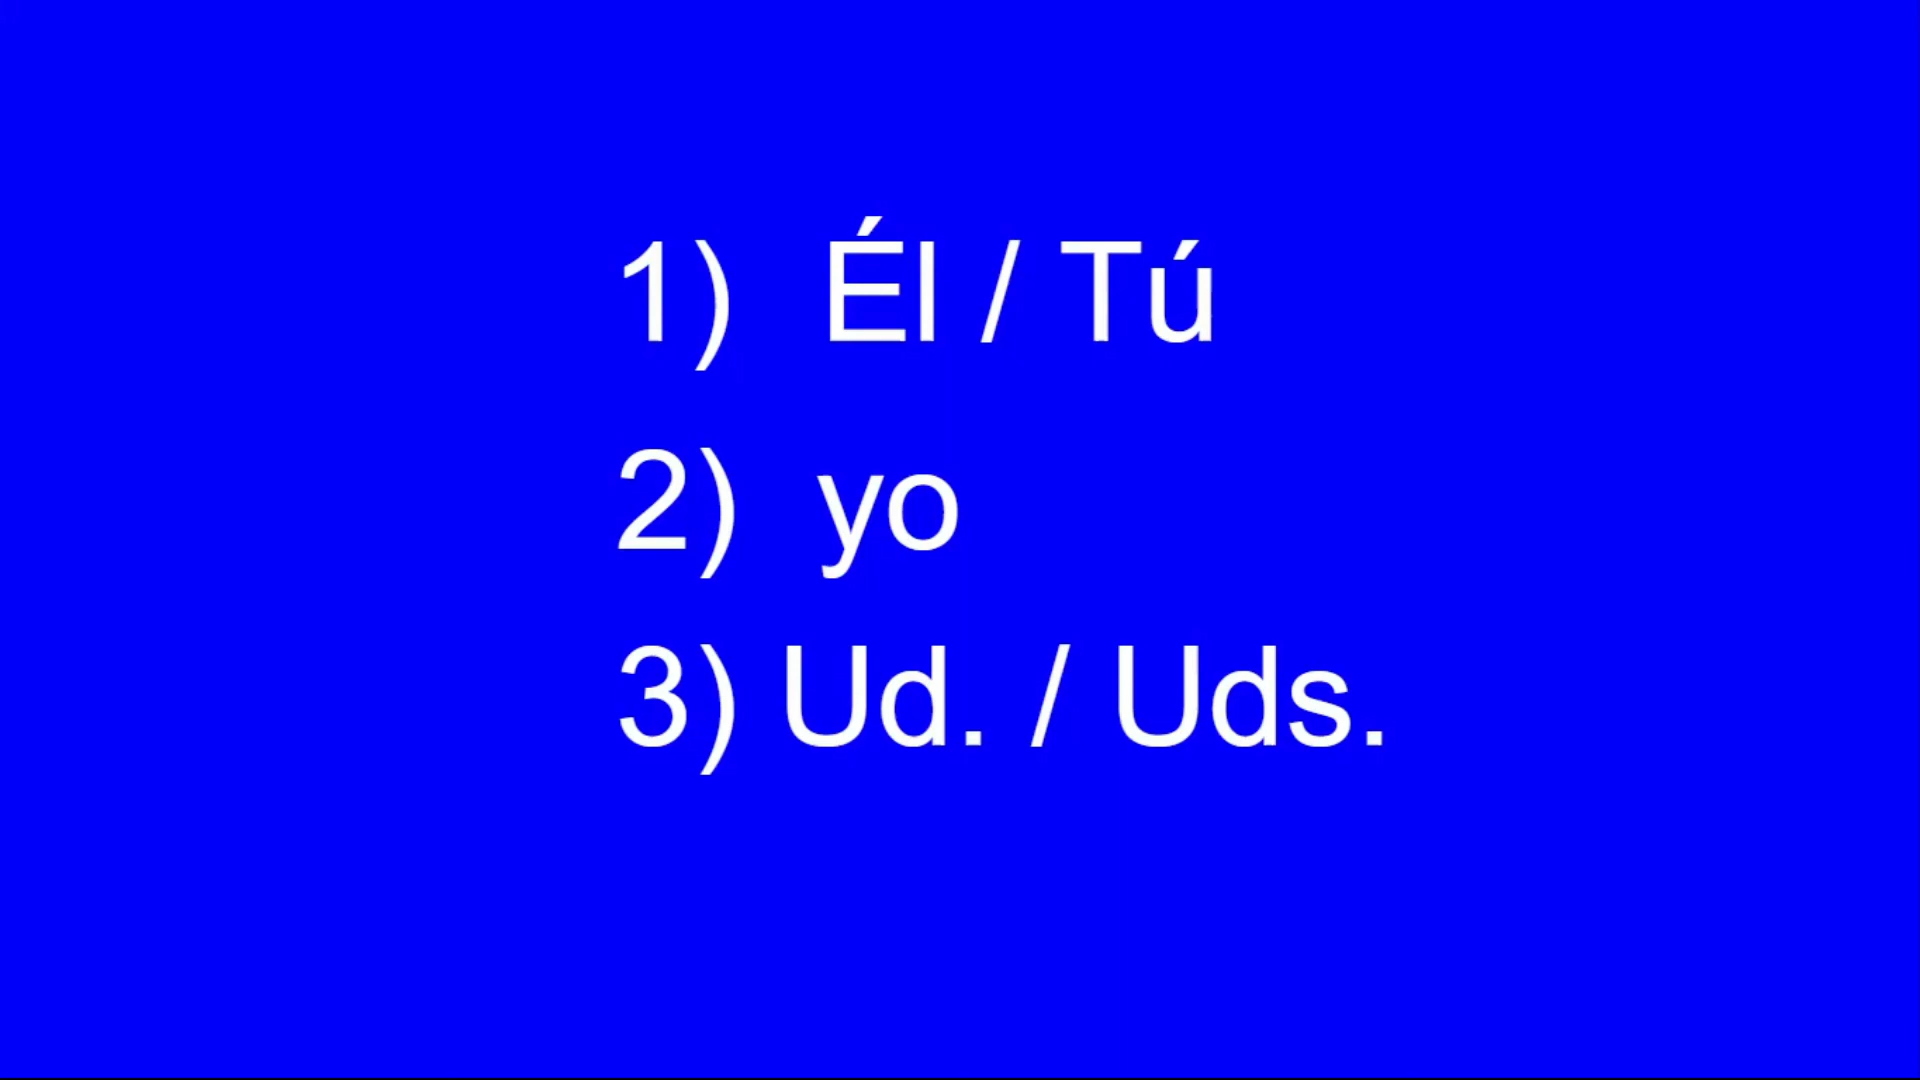 1) Él / Tú
2) yo
3) Ud. / Uds.